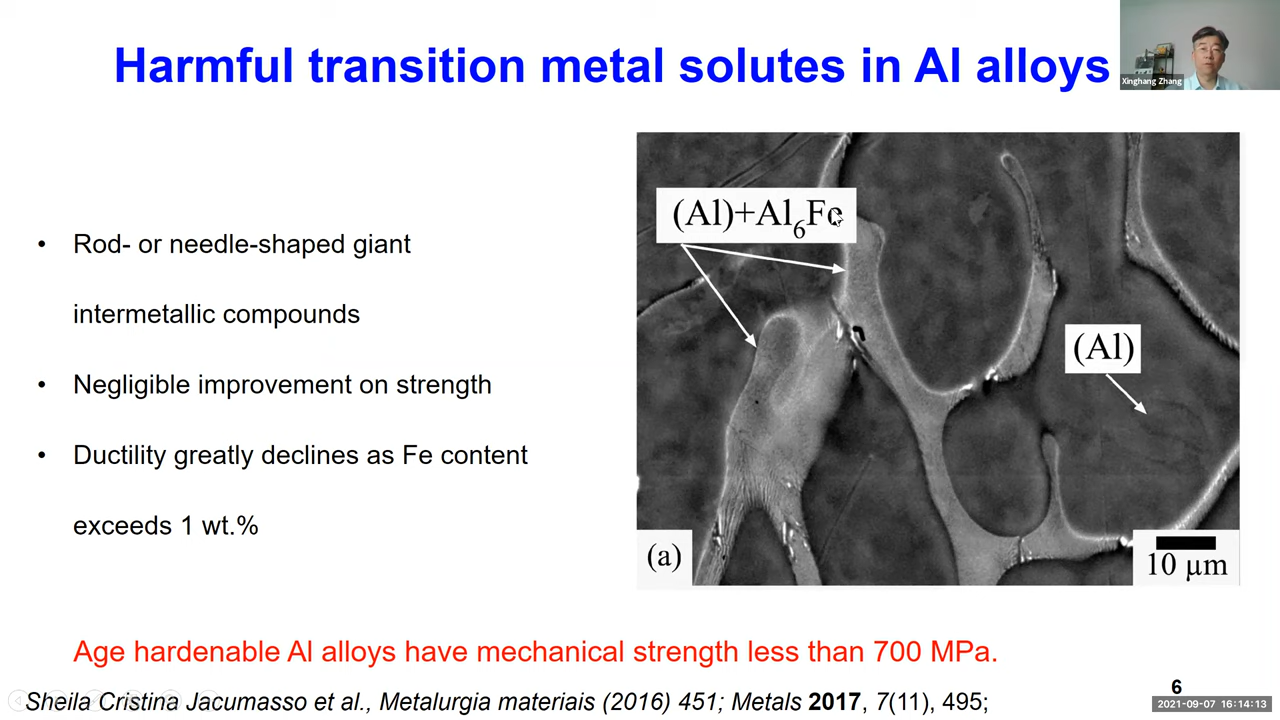 Harmful transition metal solutes in Al alloys
Xinghang Zhang
• Rod- or needle-shaped giant
intermetallic compounds
• Negligible improvement on strength
• Ductility greatly declines as Fe content
exceeds 1 wt.%
(Al)+Al₆Fe
(Al)
(a)
10 µm
Age hardenable Al alloys have mechanical strength less than 700 MPa.
Sheila Cristina Jacumasso et al., Metalurgia materiais (2016) 451; Metals 2017, 7(11), 495;
6
2021-09-07 16:14:13